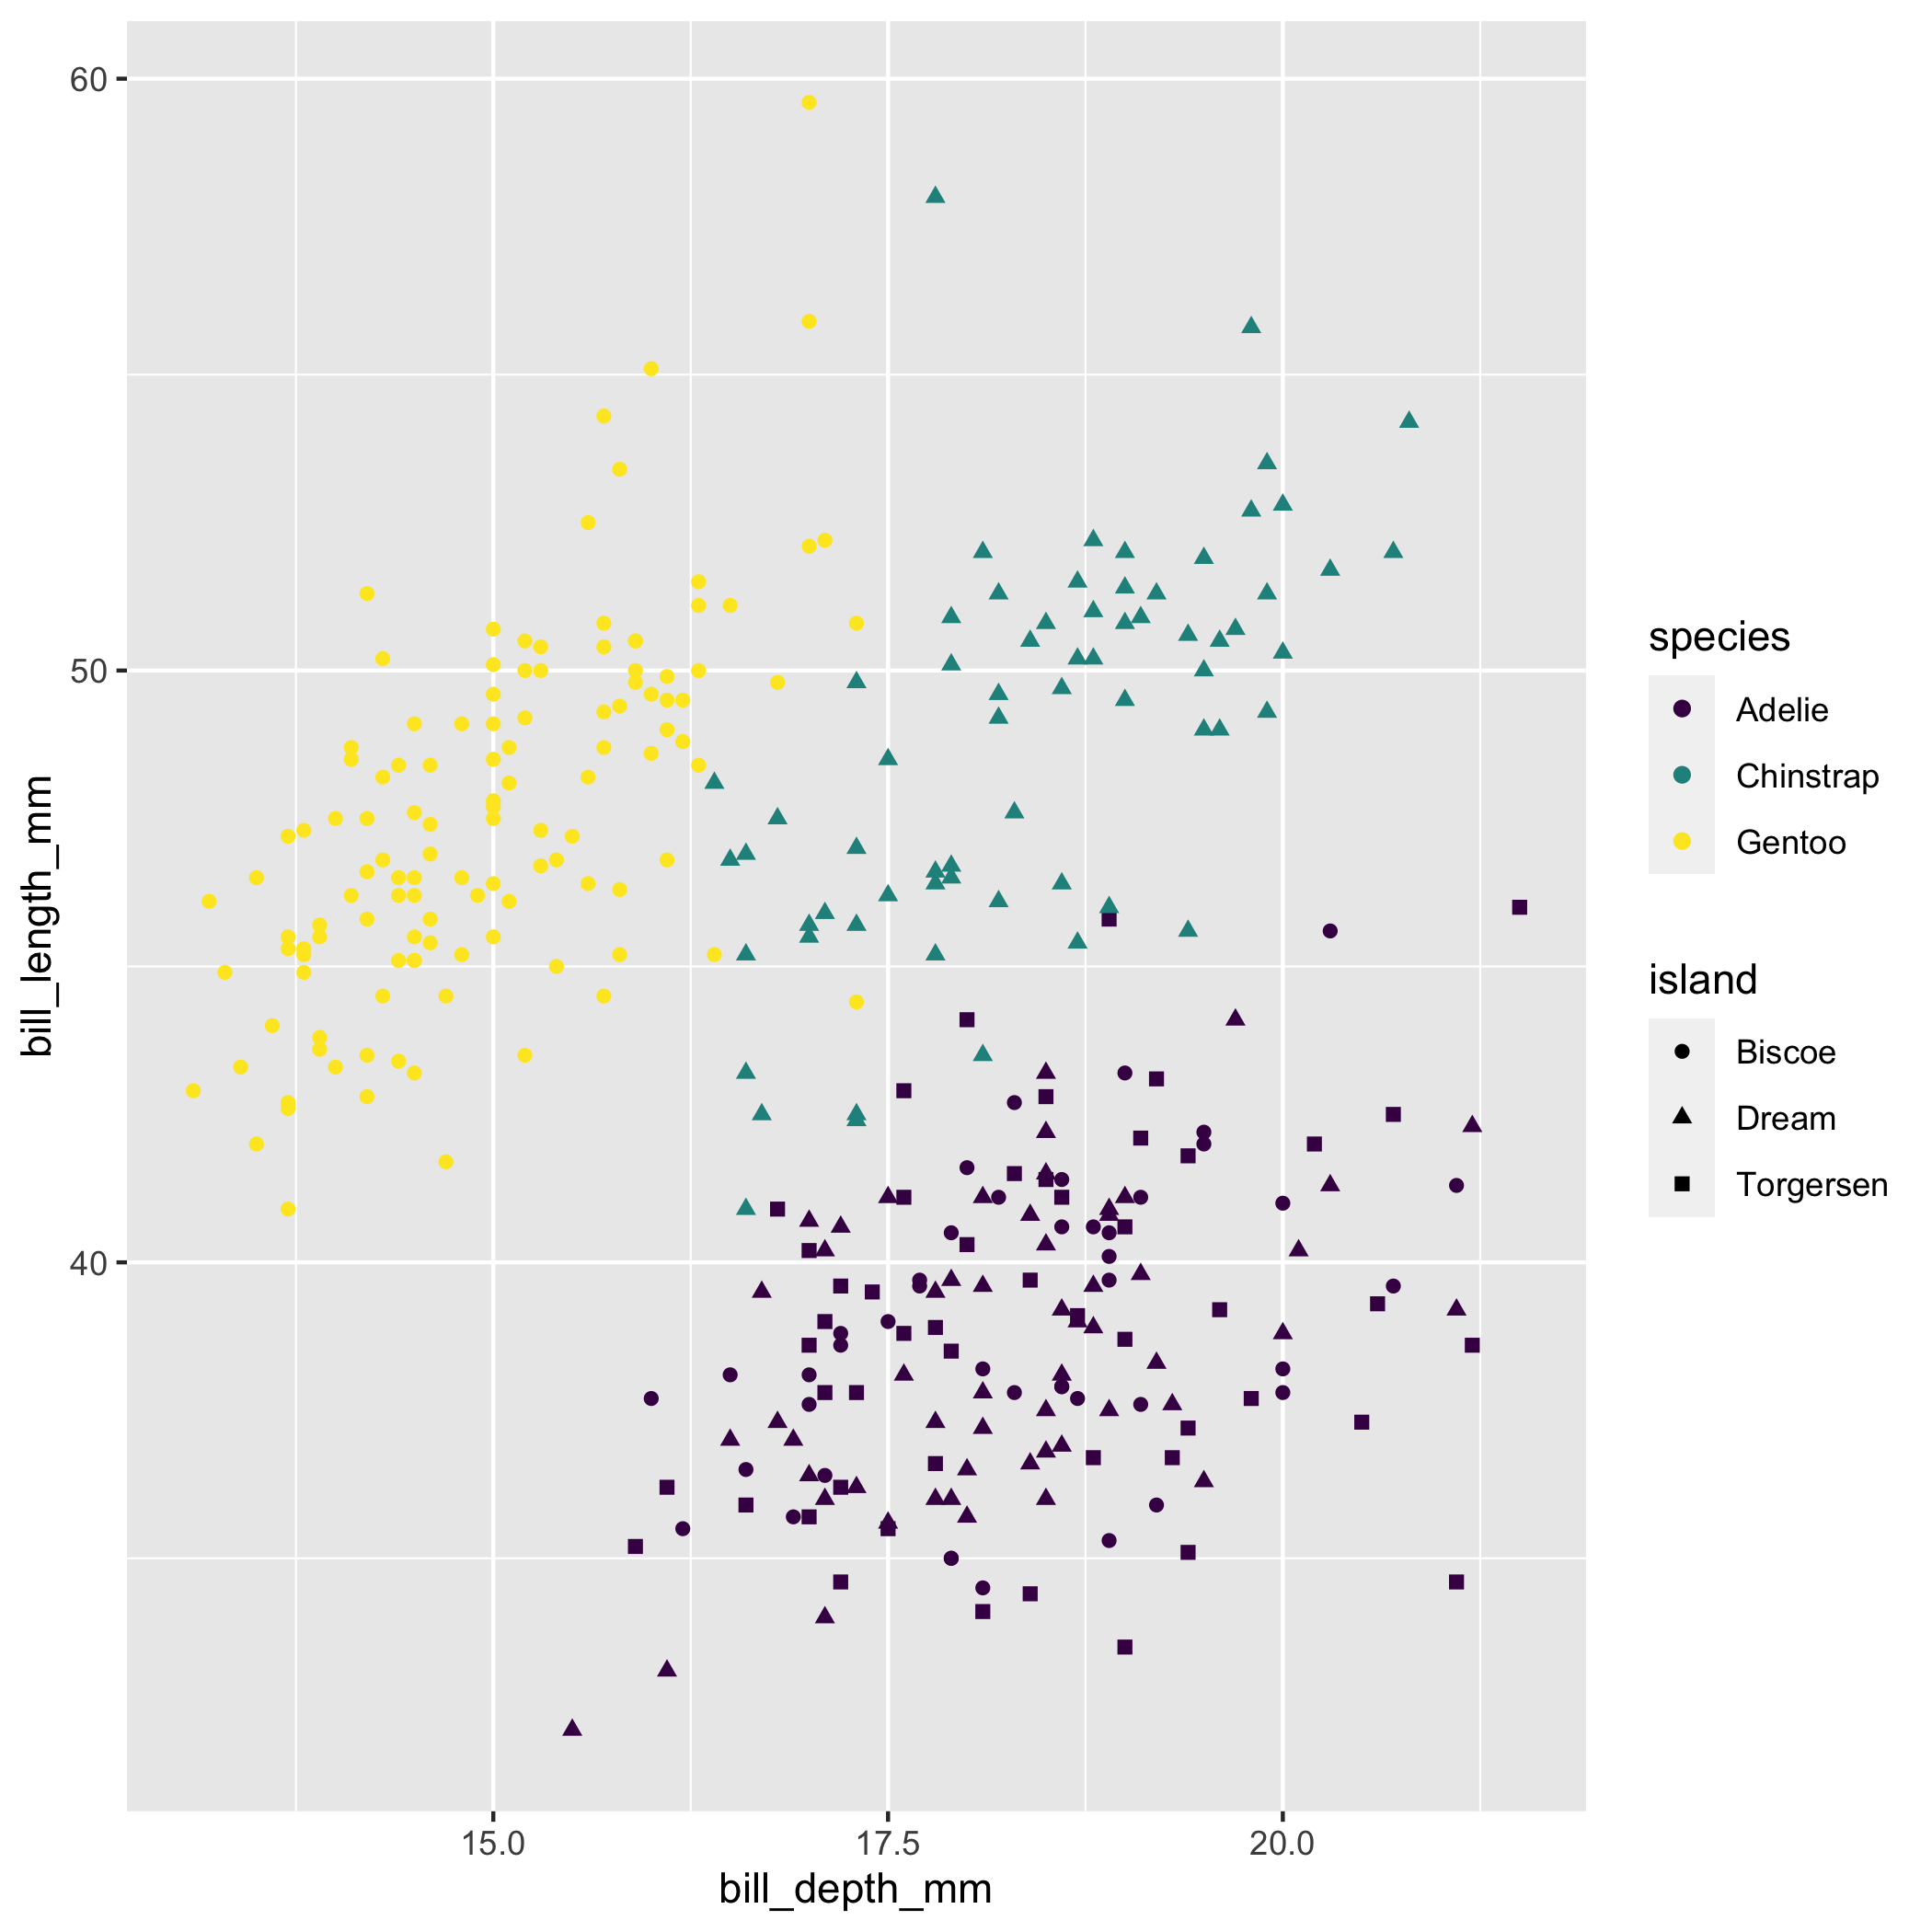 60
50
40
bill_length_mm
15.0
17.5
20.0
bill_depth_mm
species
Adelie
Chinstrap
Gentoo
island
Biscoe
Dream
Torgersen